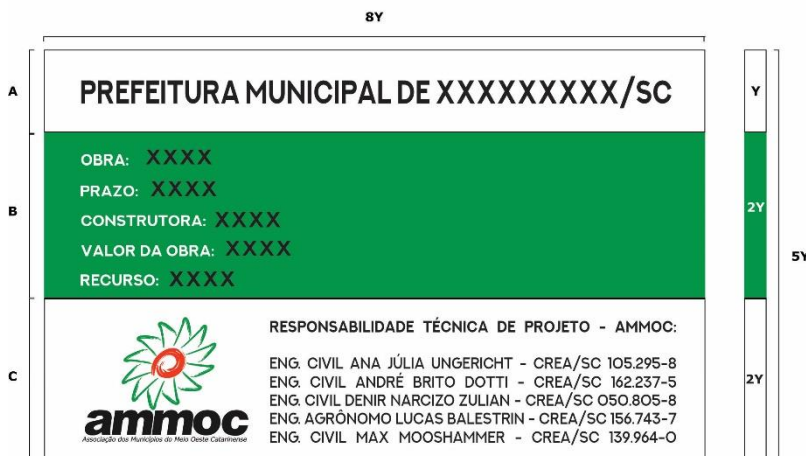 8Y
A
PREFEITURA MUNICIPAL DE XXXXXXXXX/SC
Y
OBRA: XXXX
PRAZO: XXXX
B
CONSTRUTORA: XXXX
2Y
VALOR DA OBRA: XXXX
5Y
RECURSO: XXXX
RESPONSABILIDADE TÉCNICA DE PROJETO - AMMOC:
ENG. CIVIL ANA JÚLIA UNGERICHT - CREA/SC 105.295-8
C
ENG. CIVIL ANDRÉ BRITO DOTTI - CREA/SC 162.237-5
2Y
ENG. CIVIL DENIR NARCIZO ZULIAN - CREA/SC 050.805-8
ENG. AGRÔNOMO LUCAS BALESTRIN - CREA/SC 156.743-7
ENG. CIVIL MAX MOOSHAMMER - CREA/SC 139.964-0
ammoc
Associação dos Municípios do Meio Oeste Catarinense